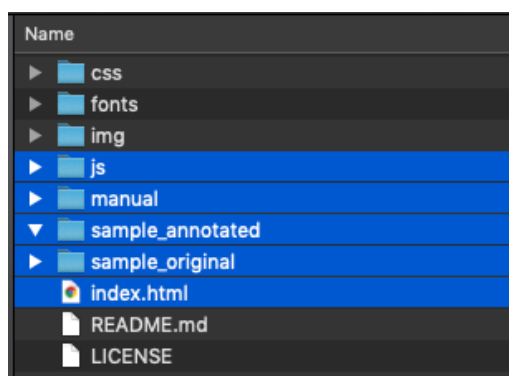 Name
css
fonts
img
js
manual
sample_annotated
sample_original
index.html
README.md
LICENSE